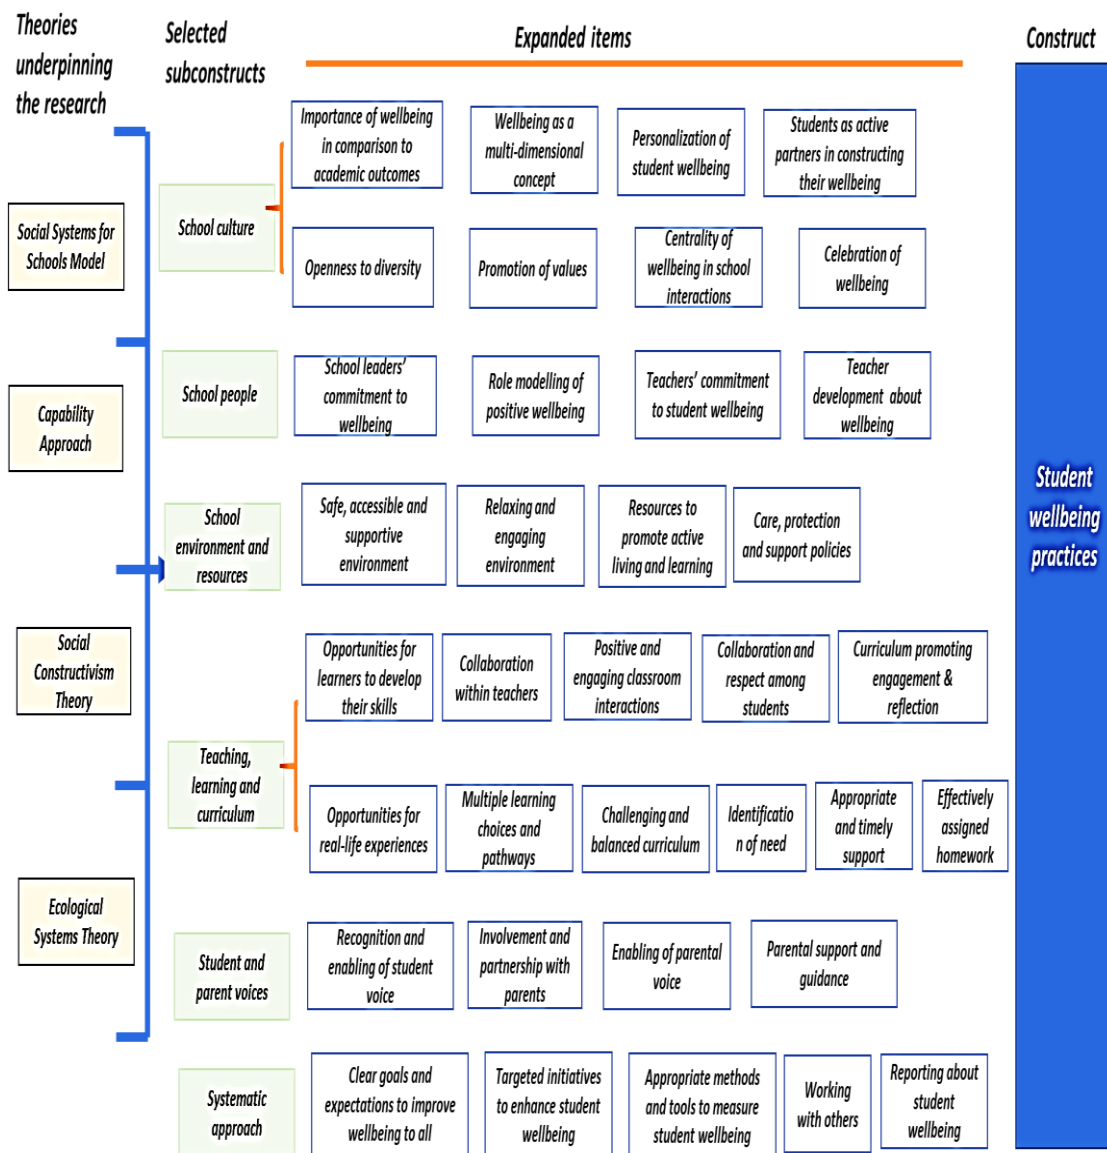 Theories
underpinning
the research
Selected
subconstructs
Expanded items
Construct
Social Systems for
Schools Model
Capability
Approach
Social
Constructivism
Theory
Ecological
Systems Theory
School culture
Importance of wellbeing
in comparison to
academic outcomes
Wellbeing as a
multi-dimensional
concept
Personalization of
student wellbeing
Students as active
partners in constructing
their wellbeing
Openness to diversity
Promotion of values
Centrality of
wellbeing in school
interactions
Celebration of
wellbeing
School people
School leaders’
commitment to
wellbeing
Role modelling of
positive wellbeing
Teachers’ commitment
to student wellbeing
Teacher
development about
wellbeing
School
environment and
resources
Safe, accessible and
supportive
environment
Relaxing and
engaging
environment
Resources to
promote active
living and learning
Care, protection
and support policies
Teaching,
learning and
curriculum
Opportunities for
learners to develop
their skills
Collaboration
within teachers
Positive and
engaging classroom
interactions
Collaboration and
respect among
students
Curriculum promoting
engagement &
reflection
Opportunities for
real-life experiences
Multiple learning
choices and
pathways
Challenging and
balanced curriculum
Identificatio
n of need
Appropriate
and timely
support
Effectively
assigned
homework
Student and
parent voices
Recognition and
enabling of student
voice
Involvement and
partnership with
parents
Enabling of parental
voice
Parental support and
guidance
Systematic
approach
Clear goals and
expectations to improve
wellbeing to all
Targeted initiatives
to enhance student
wellbeing
Appropriate methods
and tools to measure
student wellbeing
Working
with others
Reporting about
student
wellbeing
Student
wellbeing
practices